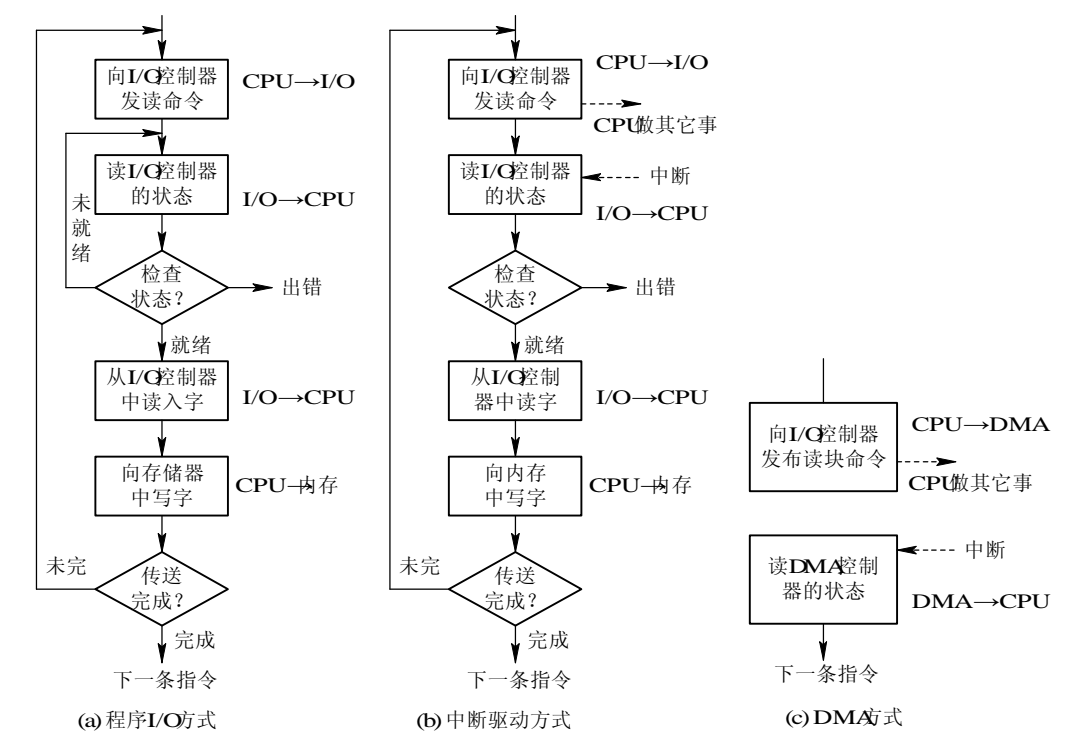 向I/O控制器
发读命令
CPU→I/O
读I/O控制器
的状态
I/O→CPU
未
就
绪
检查
状态？
出错
就绪
从I/O控制器
中读入字
I/O→CPU
向存储器
中写字
CPU→内存
未完
传送
完成？
完成
下一条指令
(a) 程序I/O方式
向I/O控制器
发读命令
CPU→I/O
CPU做其它事
读I/O控制器
的状态
中断
I/O→CPU
检查
状态？
出错
就绪
从I/O控制
器中读字
I/O→CPU
向内存
中写字
CPU→内存
未完
传送
完成？
完成
下一条指令
(b) 中断驱动方式
向I/O控制器
发布读块命令
CPU→DMA
CPU做其它事
读DMA控制
器的状态
中断
DMA→CPU
下一条指令
(c) DMA方式